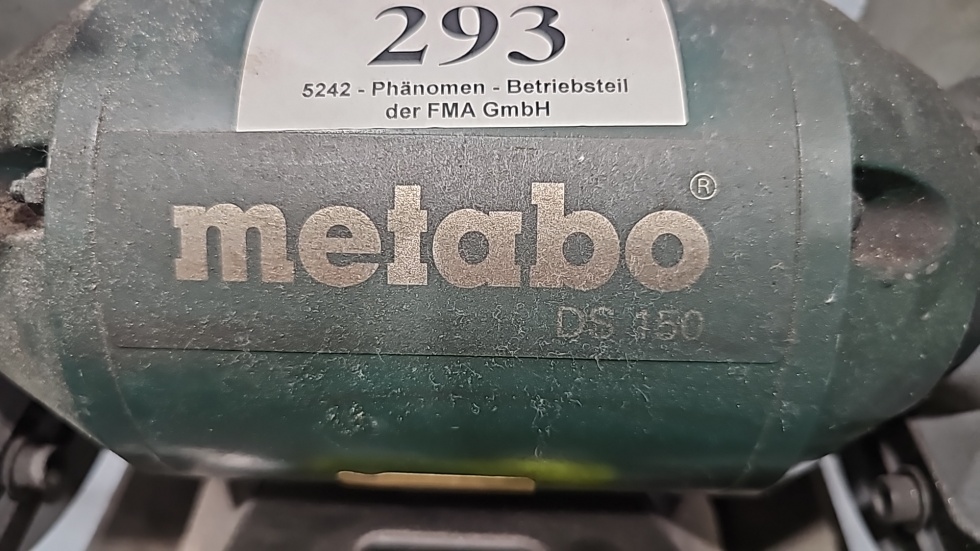 293
5242 - Phänomen - Betriebsteil
der FMA GmbH
metabo®
DS 150